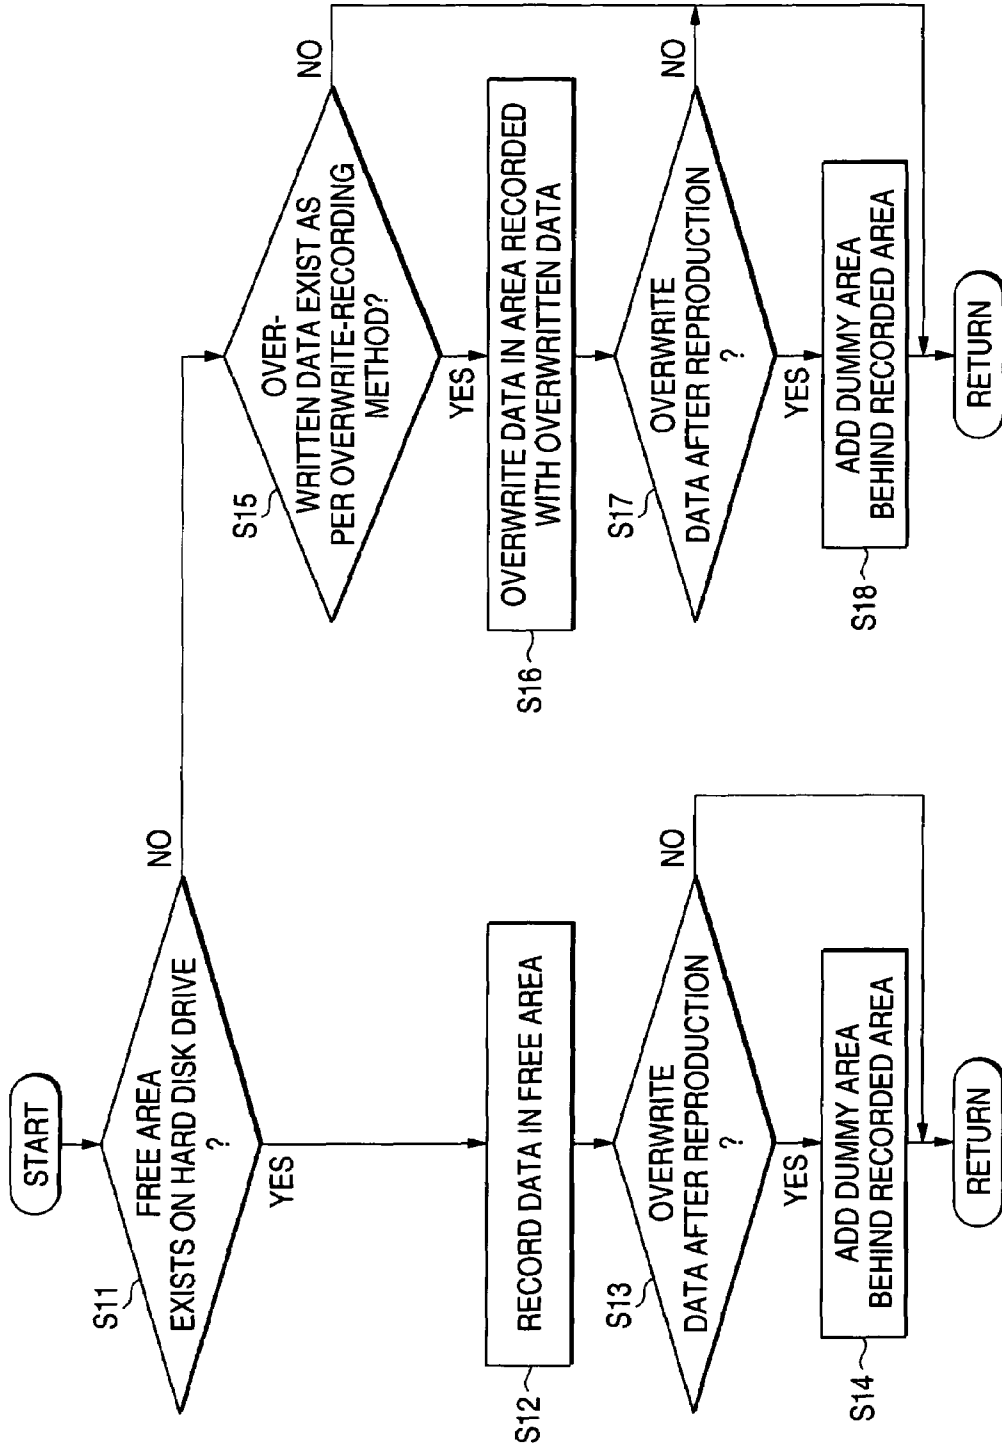 START
S11
FREE AREA
EXISTS ON HARD DISK DRIVE
?
NO
YES
S12
RECORD DATA IN FREE AREA
S13
OVERWRITE
DATA AFTER REPRODUCTION
?
NO
YES
S14
ADD DUMMY AREA
BEHIND RECORDED AREA
RETURN
S15
OVER-
WRITTEN DATA EXIST AS
PER OVERWRITE-RECORDING
METHOD?
NO
YES
S16
OVERWRITE DATA IN AREA RECORDED
WITH OVERWRITTEN DATA
S17
OVERWRITE
DATA AFTER REPRODUCTION
?
NO
YES
S18
ADD DUMMY AREA
BEHIND RECORDED AREA
RETURN